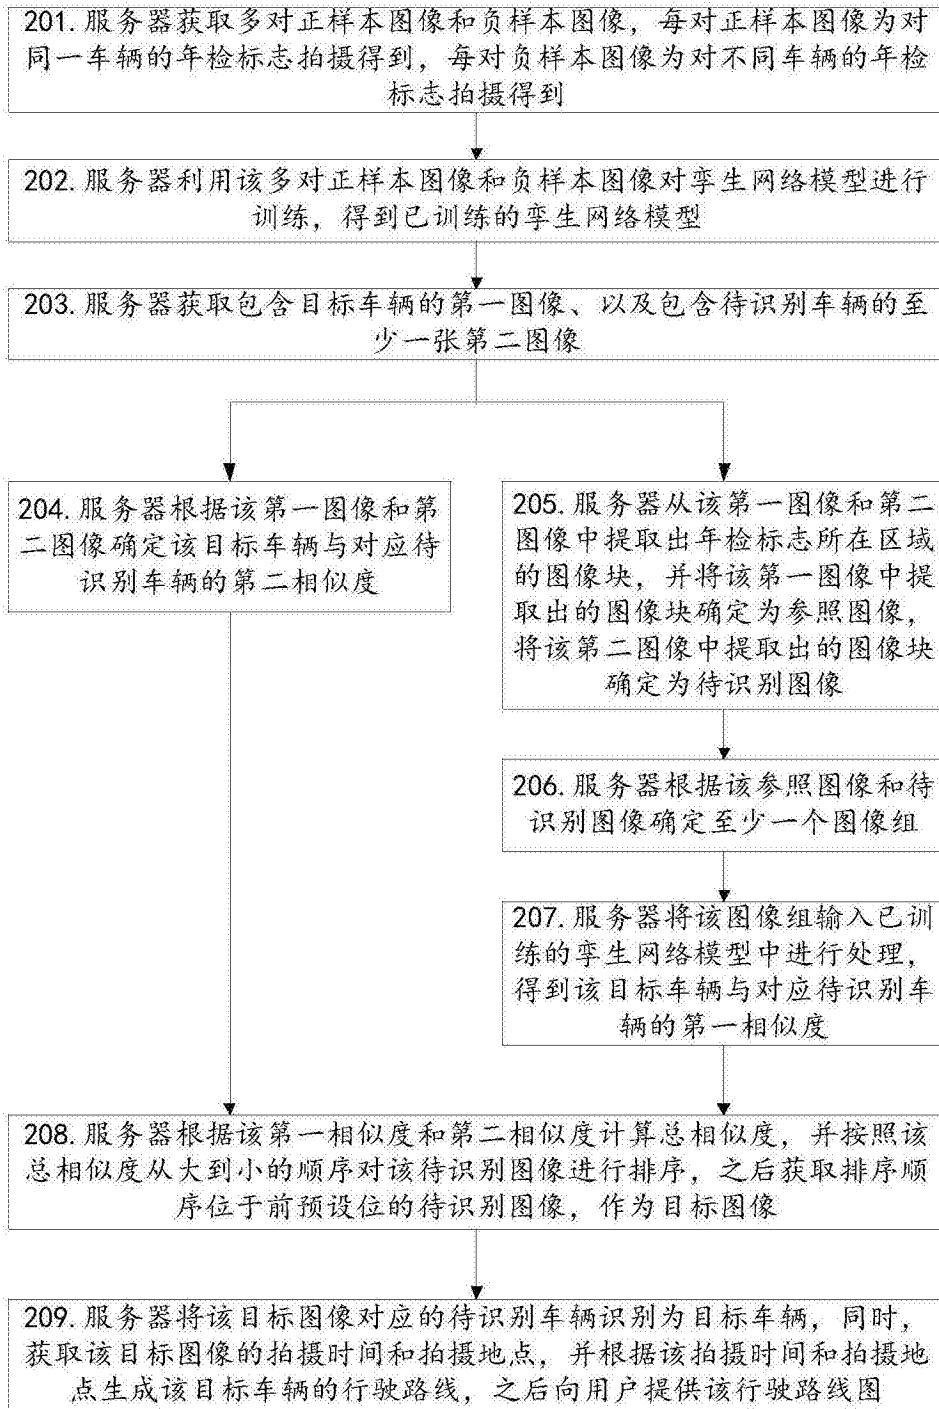 201.服务器获取多对正样本图像和负样本图像，每对正样本图像为对
同一车辆的年检标志拍摄得到，每对负样本图像为对不同车辆的年检
标志拍摄得到
202.服务器利用该多对正样本图像和负样本图像对孪生网络模型进行
训练，得到已训练的孪生网络模型
203.服务器获取包含目标车辆的第一图像、以及包含待识别车辆的至
少一张第二图像
204.服务器根据该第一图像和第
二图像确定该目标车辆与对应待
识别车辆的第二相似度
205.服务器从该第一图像和第二
图像中提取出年检标志所在区域
的图像块，并将该第一图像中提
取出的图像块确定为参照图像，
将该第二图像中提取出的图像块
确定为待识别图像
206.服务器根据该参照图像和待
识别图像确定至少一个图像组
207.服务器将该图像组输入已训
练的孪生网络模型中进行处理，
得到该目标车辆与对应待识别车
辆的第一相似度
208.服务器根据该第一相似度和第二相似度计算总相似度，并按照该
总相似度从大到小的顺序对该待识别图像进行排序，之后获取排序顺
序位于前预设位的待识别图像，作为目标图像
209.服务器将该目标图像对应的待识别车辆识别为目标车辆，同时，
获取该目标图像的拍摄时间和拍摄地点，并根据该拍摄时间和拍摄地
点生成该目标车辆的行驶路线，之后向用户提供该行驶路线图